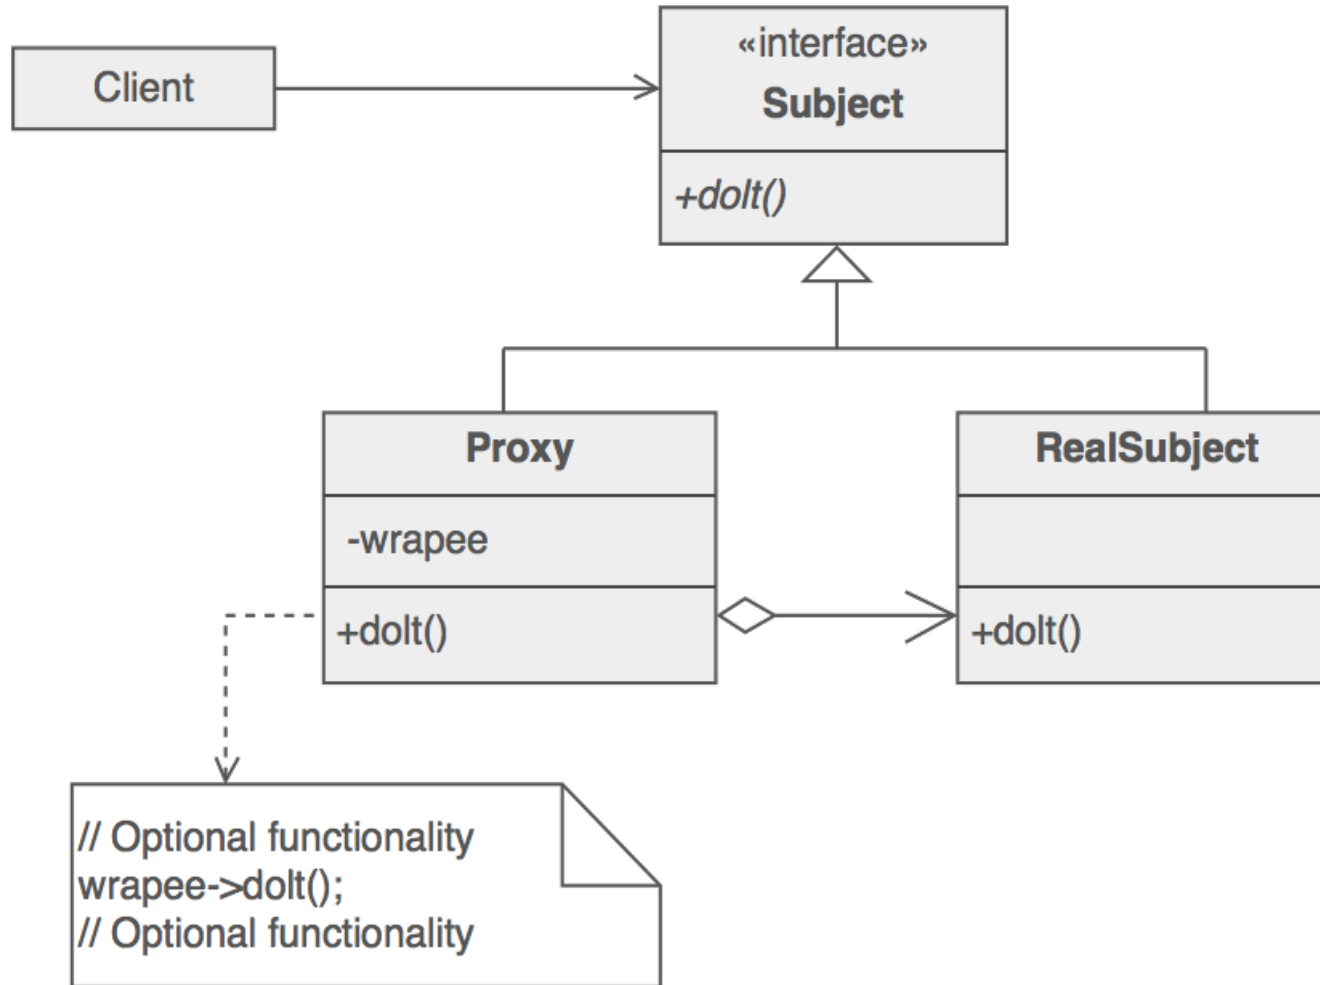 Client
«interface»
Subject
+doIt()
Proxy
-wrapee
+doIt()
RealSubject
+doIt()
// Optional functionality
wrapee->doIt();
// Optional functionality